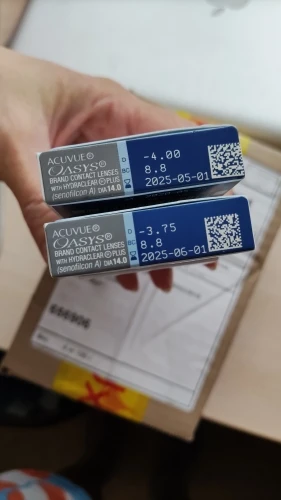 ACUVUE®
OASYS®
BRAND CONTACT LENSES
WITH HYDRACLEAR® PLUS
(senofilcon A) DIA 14.0
D -4.00
BC 8.8
2025-05-01
ACUVUE®
OASYS®
BRAND CONTACT LENSES
WITH HYDRACLEAR® PLUS
(senofilcon A) DIA 14.0
D -3.75
BC 8.8
2025-06-01